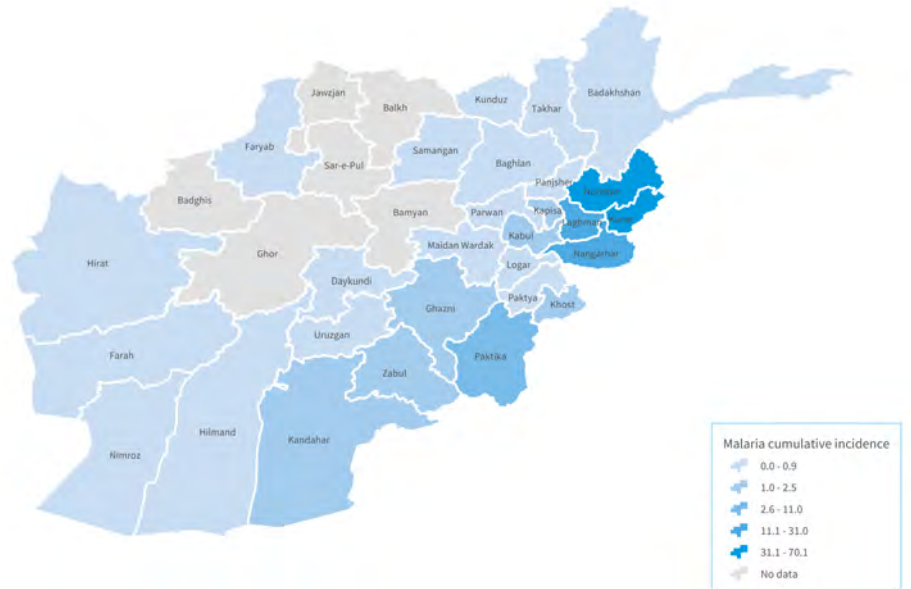 Jawzjan
Balkh
Kunduz
Takhar
Badakhshan
Faryab
Samangan
Sar-e-Pul
Baghlan
Panjsher
Nuristan
Badghis
Bamyan
Parwan
Kapisa
Laghman
Kunar
Kabul
Maidan Wardak
Nangarhar
Hirat
Ghor
Logar
Daykundi
Paktya
Khost
Ghazni
Uruzgan
Farah
Paktika
Zabul
Hilmand
Kandahar
Nimroz
Malaria cumulative incidence
0.0 - 0.9
1.0 - 2.5
2.6 - 11.0
11.1 - 31.0
31.1 - 70.1
No data